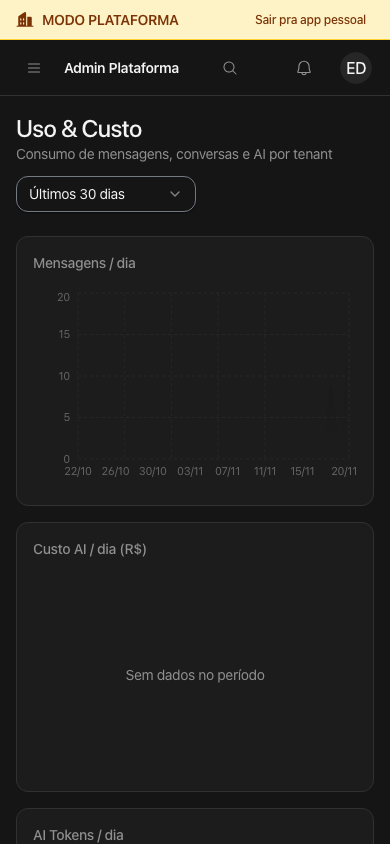 MODO PLATAFORMA
Sair pra app pessoal
Admin Plataforma
ED
Uso & Custo
Consumo de mensagens, conversas e AI por tenant
Últimos 30 dias
Mensagens / dia
20
15
10
5
0
22/10 26/10 30/10 03/11 07/11 11/11 15/11 20/11
Custo AI / dia (R$)
Sem dados no período
AI Tokens / dia